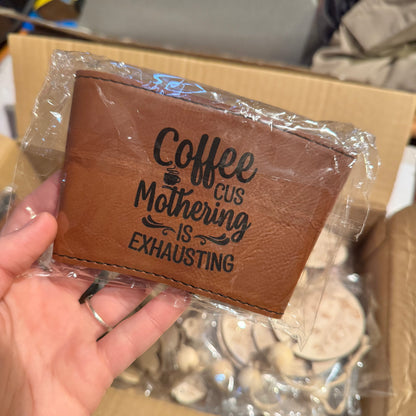 Coffee
CUS
Mothering
IS
EXHAUSTING